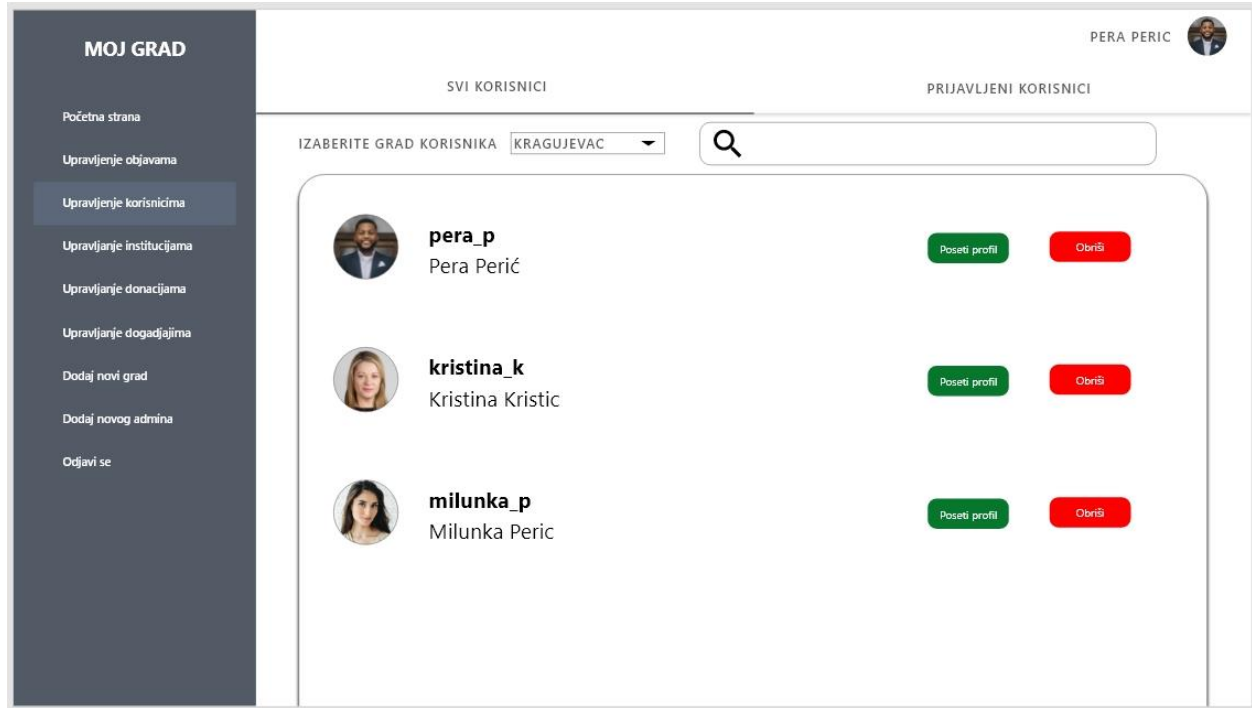 MOJ GRAD
Početna strana
Upravljenje objavama
Upravljenje korisnicima
Upravljanje institucijama
Upravljanje donacijama
Upravljanje dogadjajima
Dodaj novi grad
Dodaj novog admina
Odjavi se
PERA PERIC
SVI KORISNICI
PRIJAVLJENI KORISNICI
IZABERITE GRAD KORISNIKA KRAGUJEVAC
pera_p
Pera Perić
Poseti profil
Obriši
kristina_k
Kristina Kristic
Poseti profil
Obriši
milunka_p
Milunka Peric
Poseti profil
Obriši